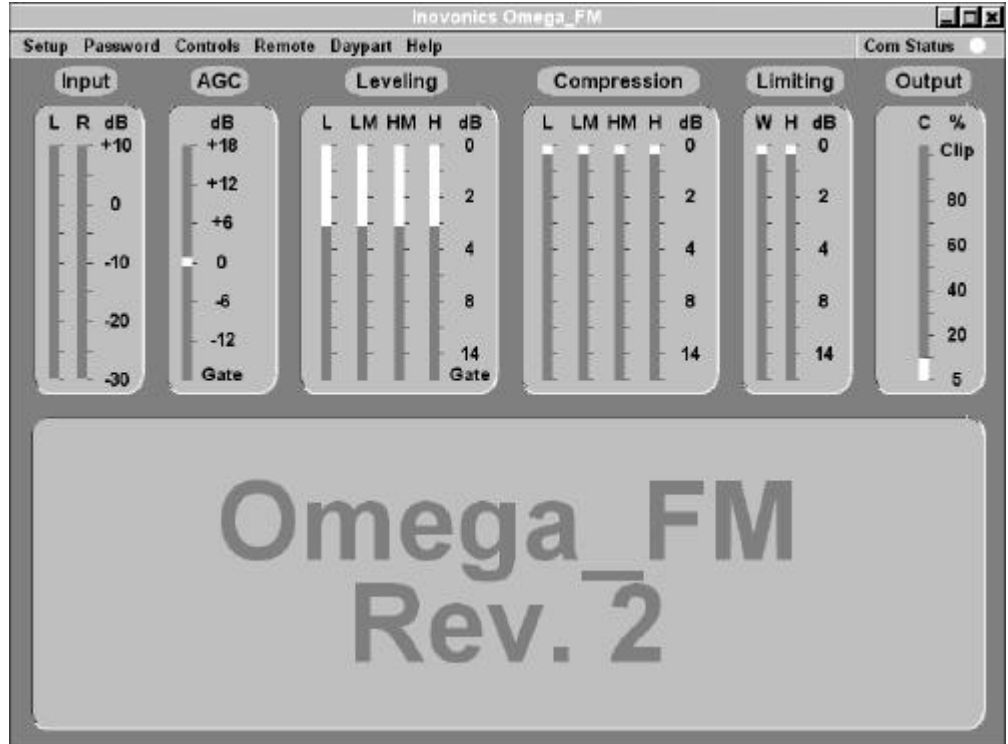 Inovonics Omega_FM
Setup Password Controls Remote Daypart Help Com Status
Input AGC Leveling Compression Limiting Output
L R dB dB L LM HM H dB L LM HM H dB W H dB C %
+10 +18 0 0 0 Clip
0 +12 2 2 2 80
-10 +6 4 4 4 60
-20 0 8 8 8 40
-30 -6 14 14 14 20
-12 Gate 5
Gate
Omega_FM
Rev. 2